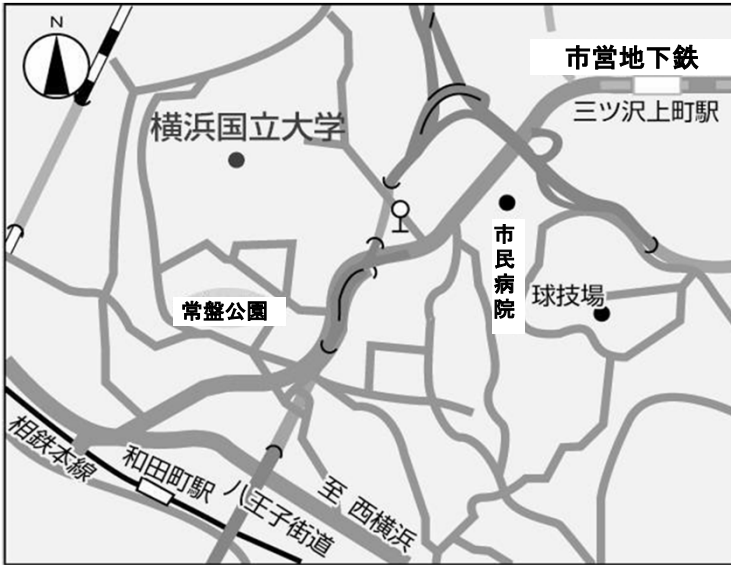 N
市営地下鉄
三ツ沢上町駅
横浜国立大学
市民病院
球技場
常盤公園
相鉄本線
和田町駅
八王子街道
至 西横浜